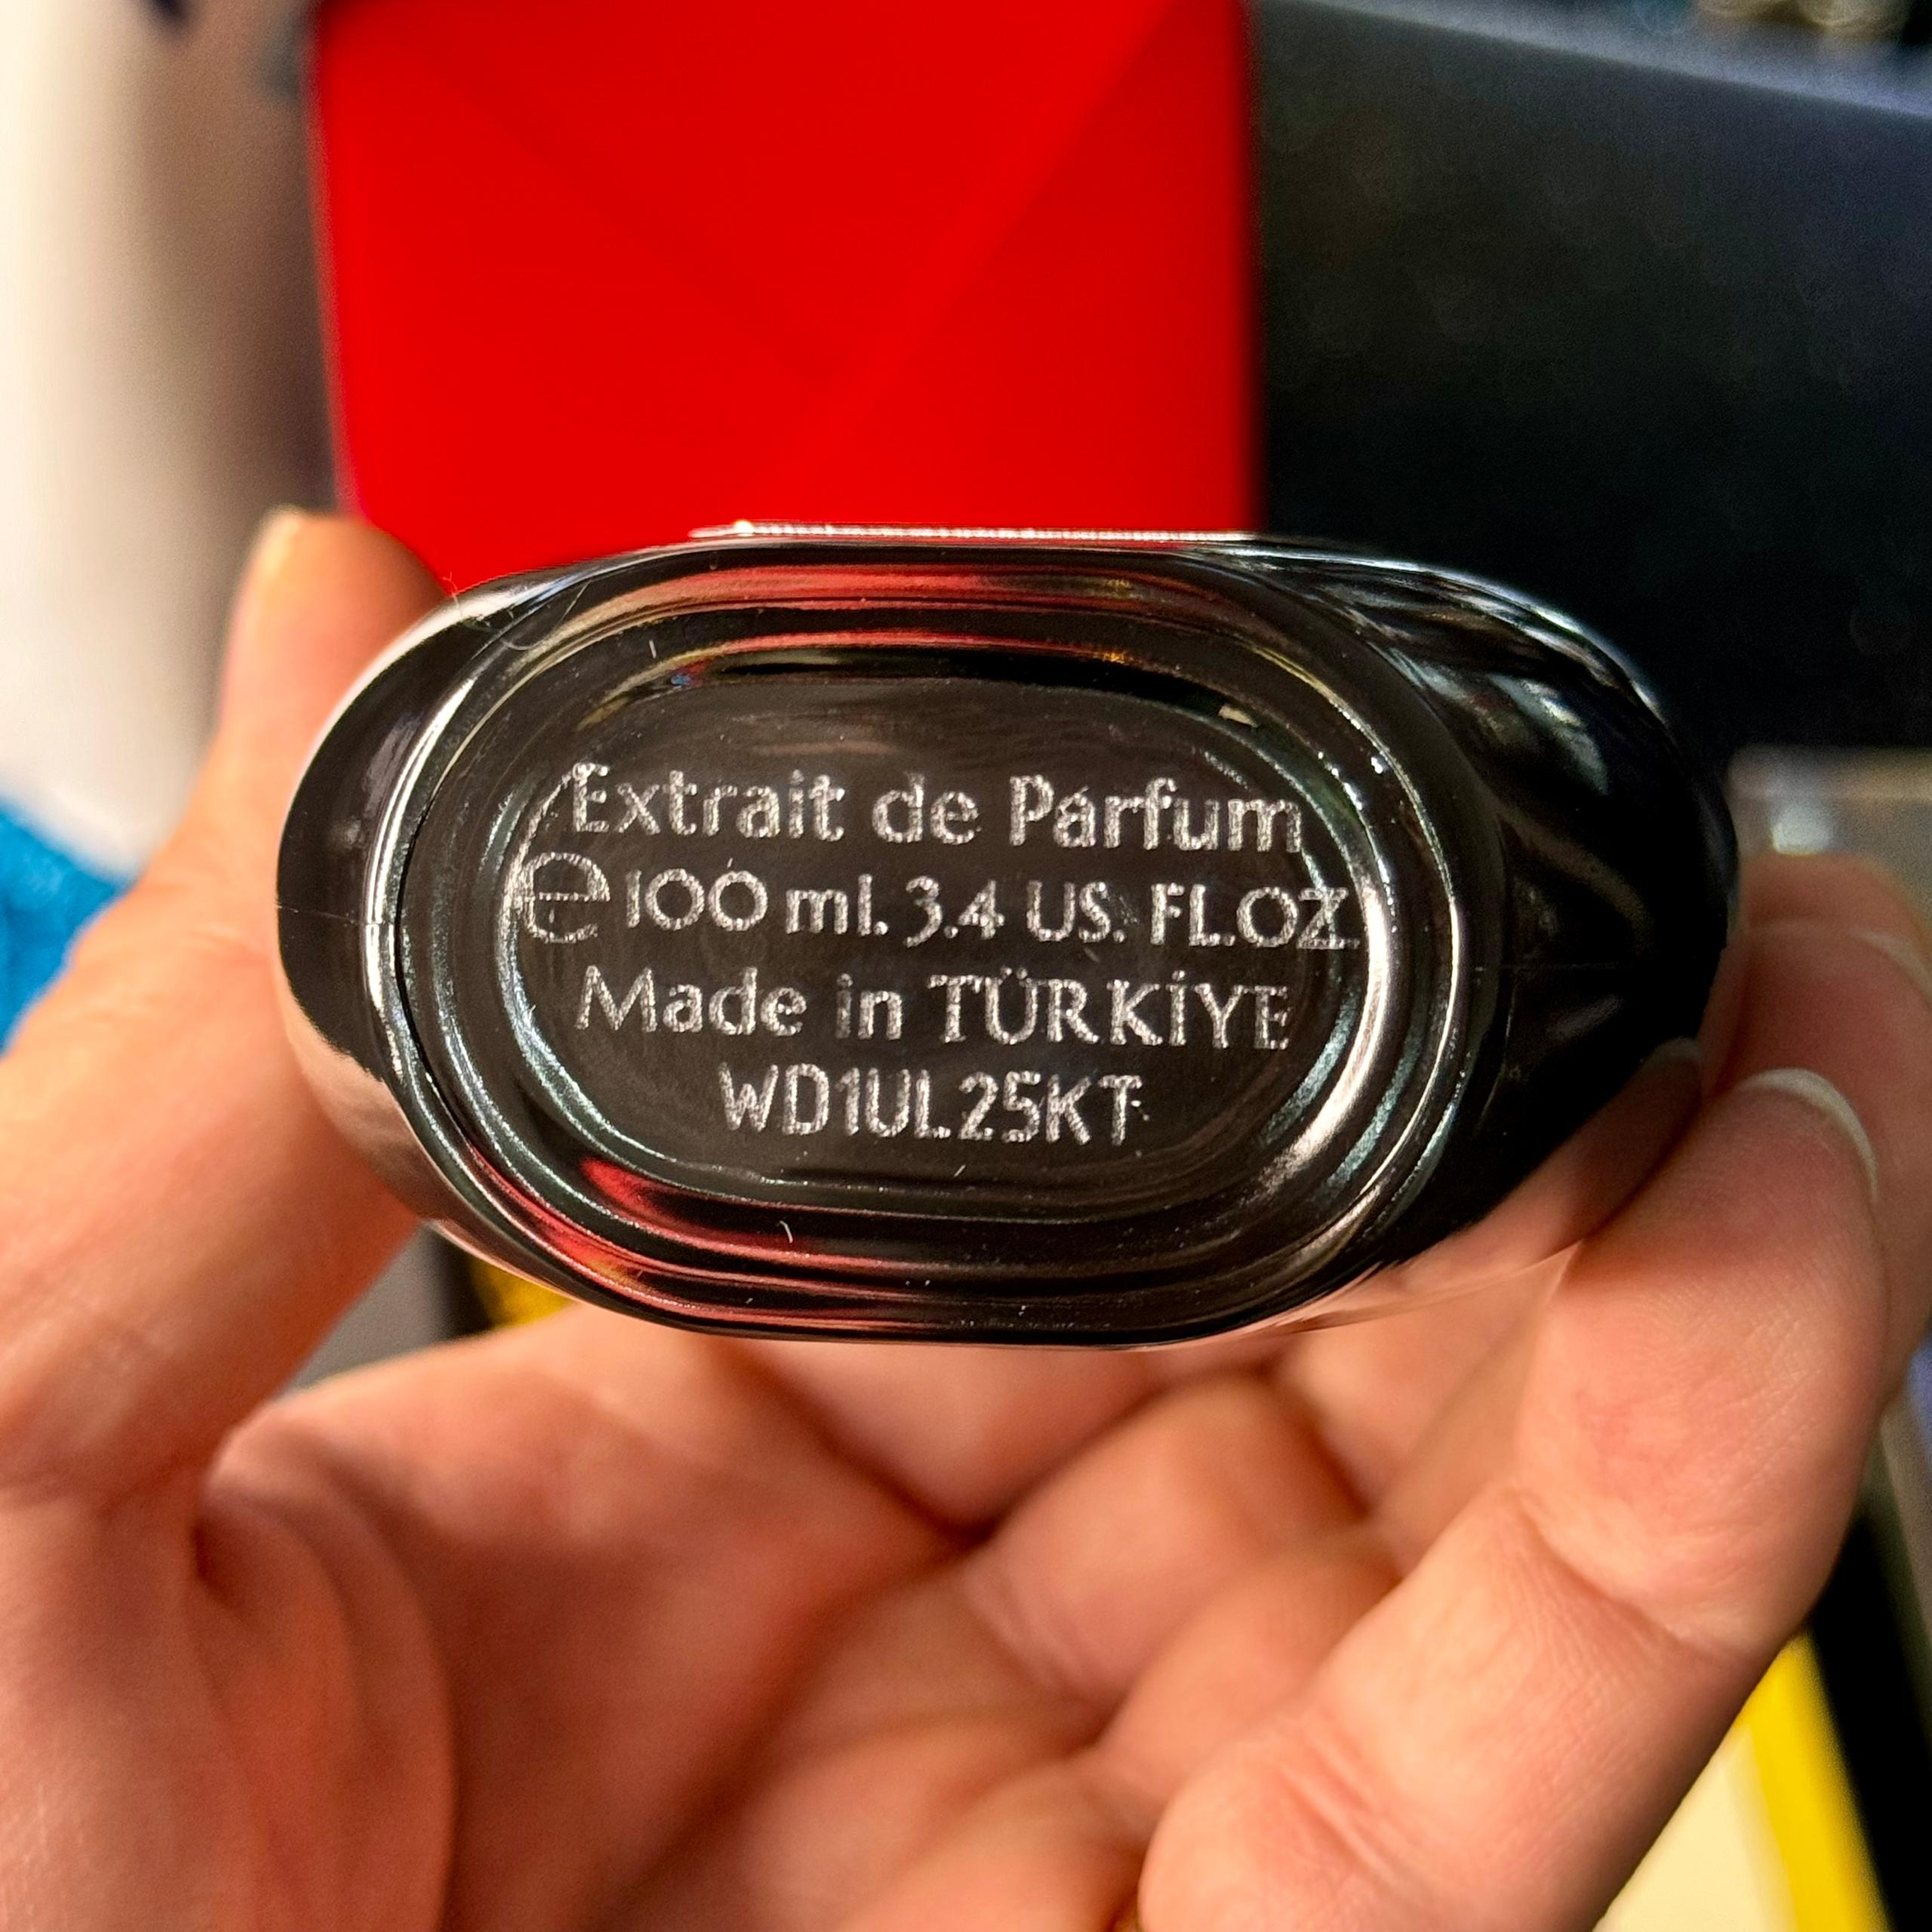 Extrait de Parfum
℮ 100 ml. 3.4 US. FL.OZ.
Made in TÜRKİYE
WD1UL25KT